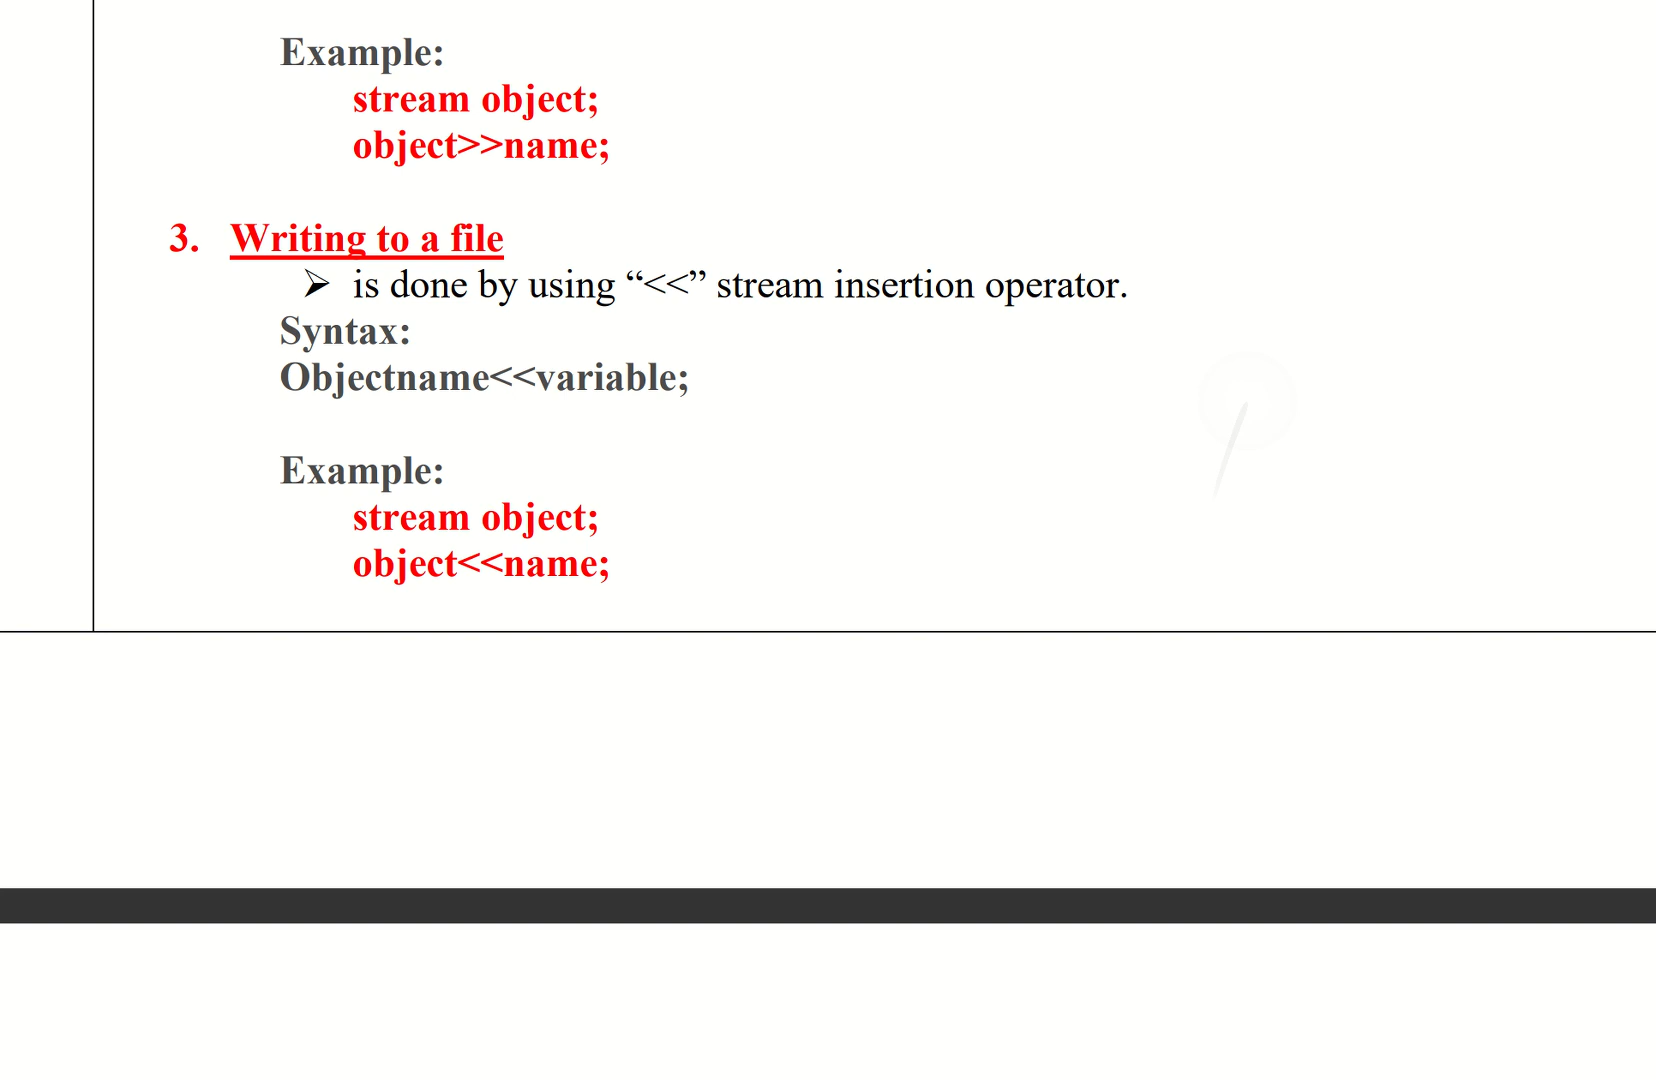 Example:
stream object;
object>>name;
3. Writing to a file
➢ is done by using “<<” stream insertion operator.
Syntax:
Objectname<<variable;
Example:
stream object;
object<<name;